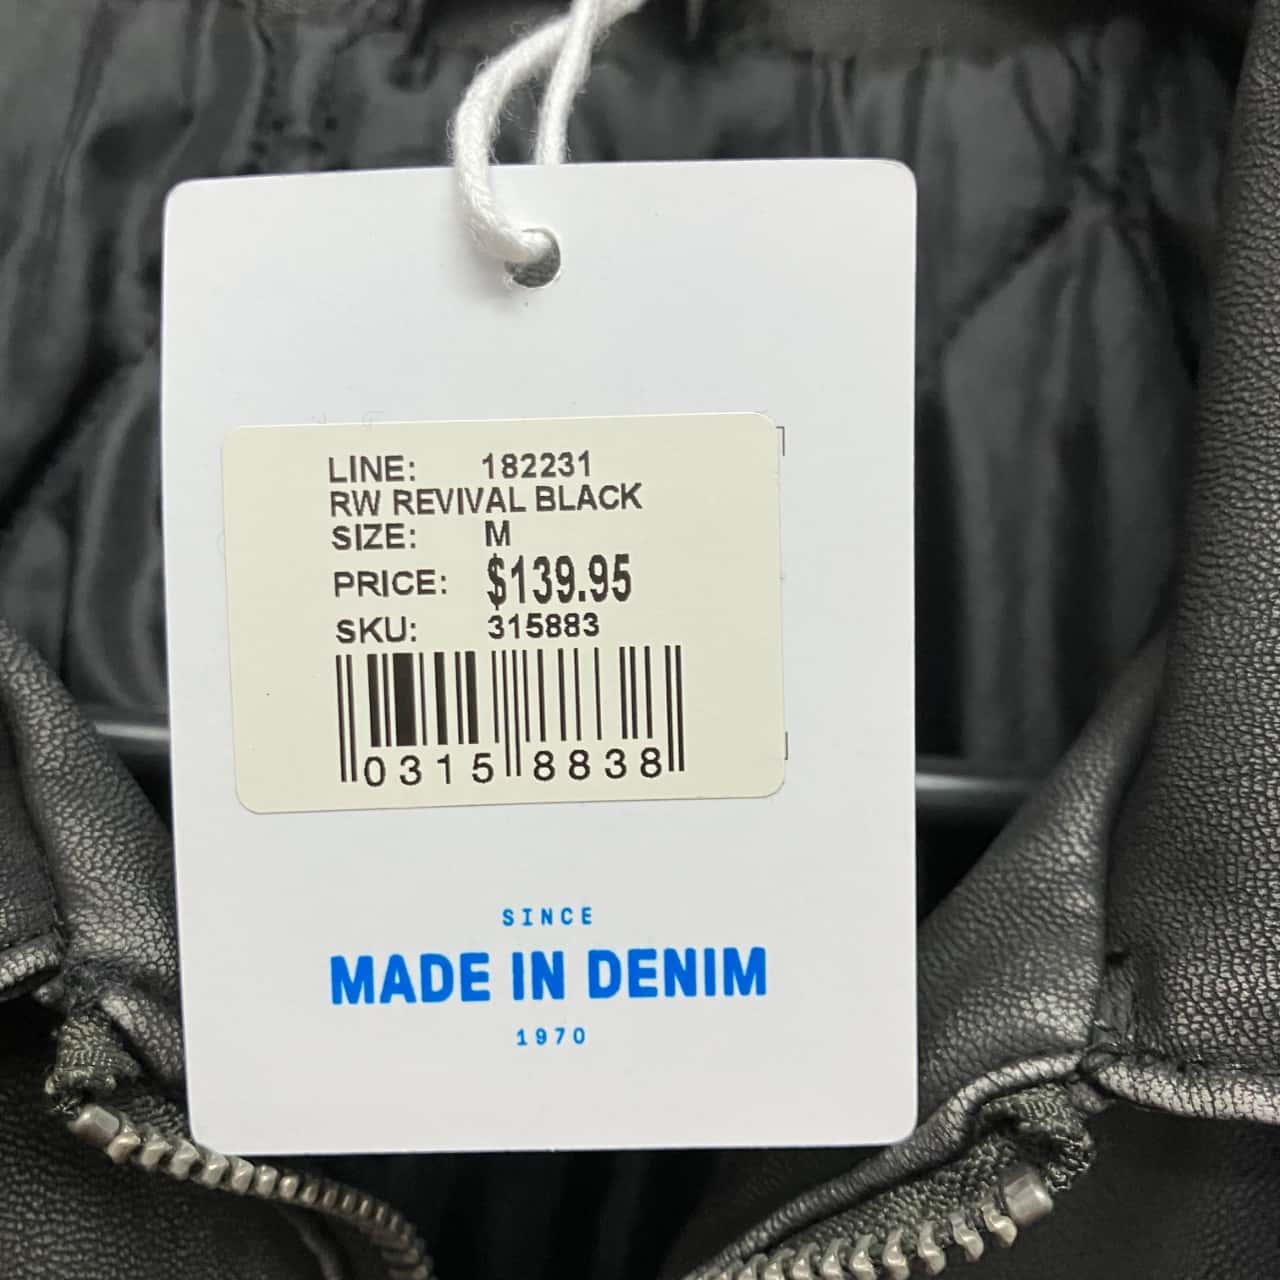 LINE: 182231
RW REVIVAL BLACK
SIZE: M
PRICE: $139.95
SKU: 315883
0315 8838
SINCE
MADE IN DENIM
1970